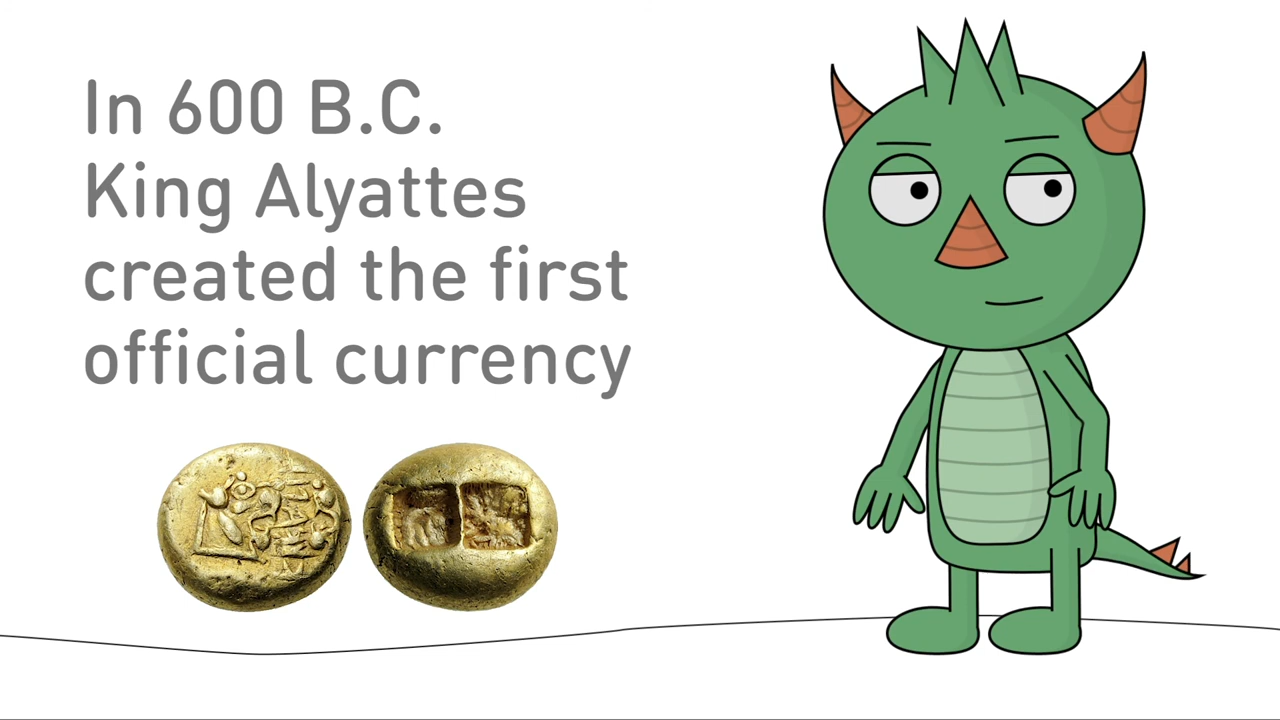 In 600 B.C.
King Alyattes
created the first
official currency